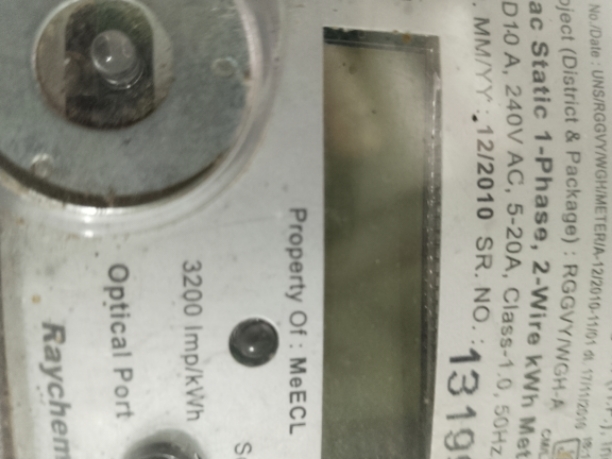 No./Date : UNS/RGGVY/WGH/METER/A-12/2010-11/01 dt. 17/11/2010
oject (District & Package) : RGGVY/WGH-A
ac Static 1-Phase, 2-Wire kWh Met
D10 A, 240V AC, 5-20A, Class-1.0, 50Hz
. MM/YY : 12/2010 SR. NO. : 1319
Property Of : MeECL
3200 Imp/kWh
Optical Port
Raychem